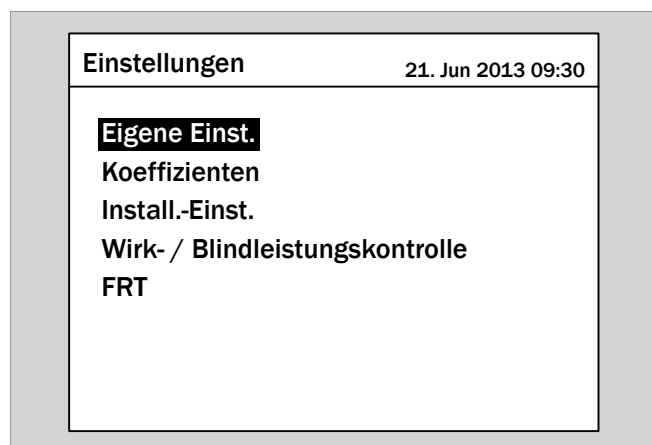 Einstellungen 21. Jun 2013 09:30
Eigene Einst.
Koeffizienten
Install.-Einst.
Wirk- / Blindleistungskontrolle
FRT